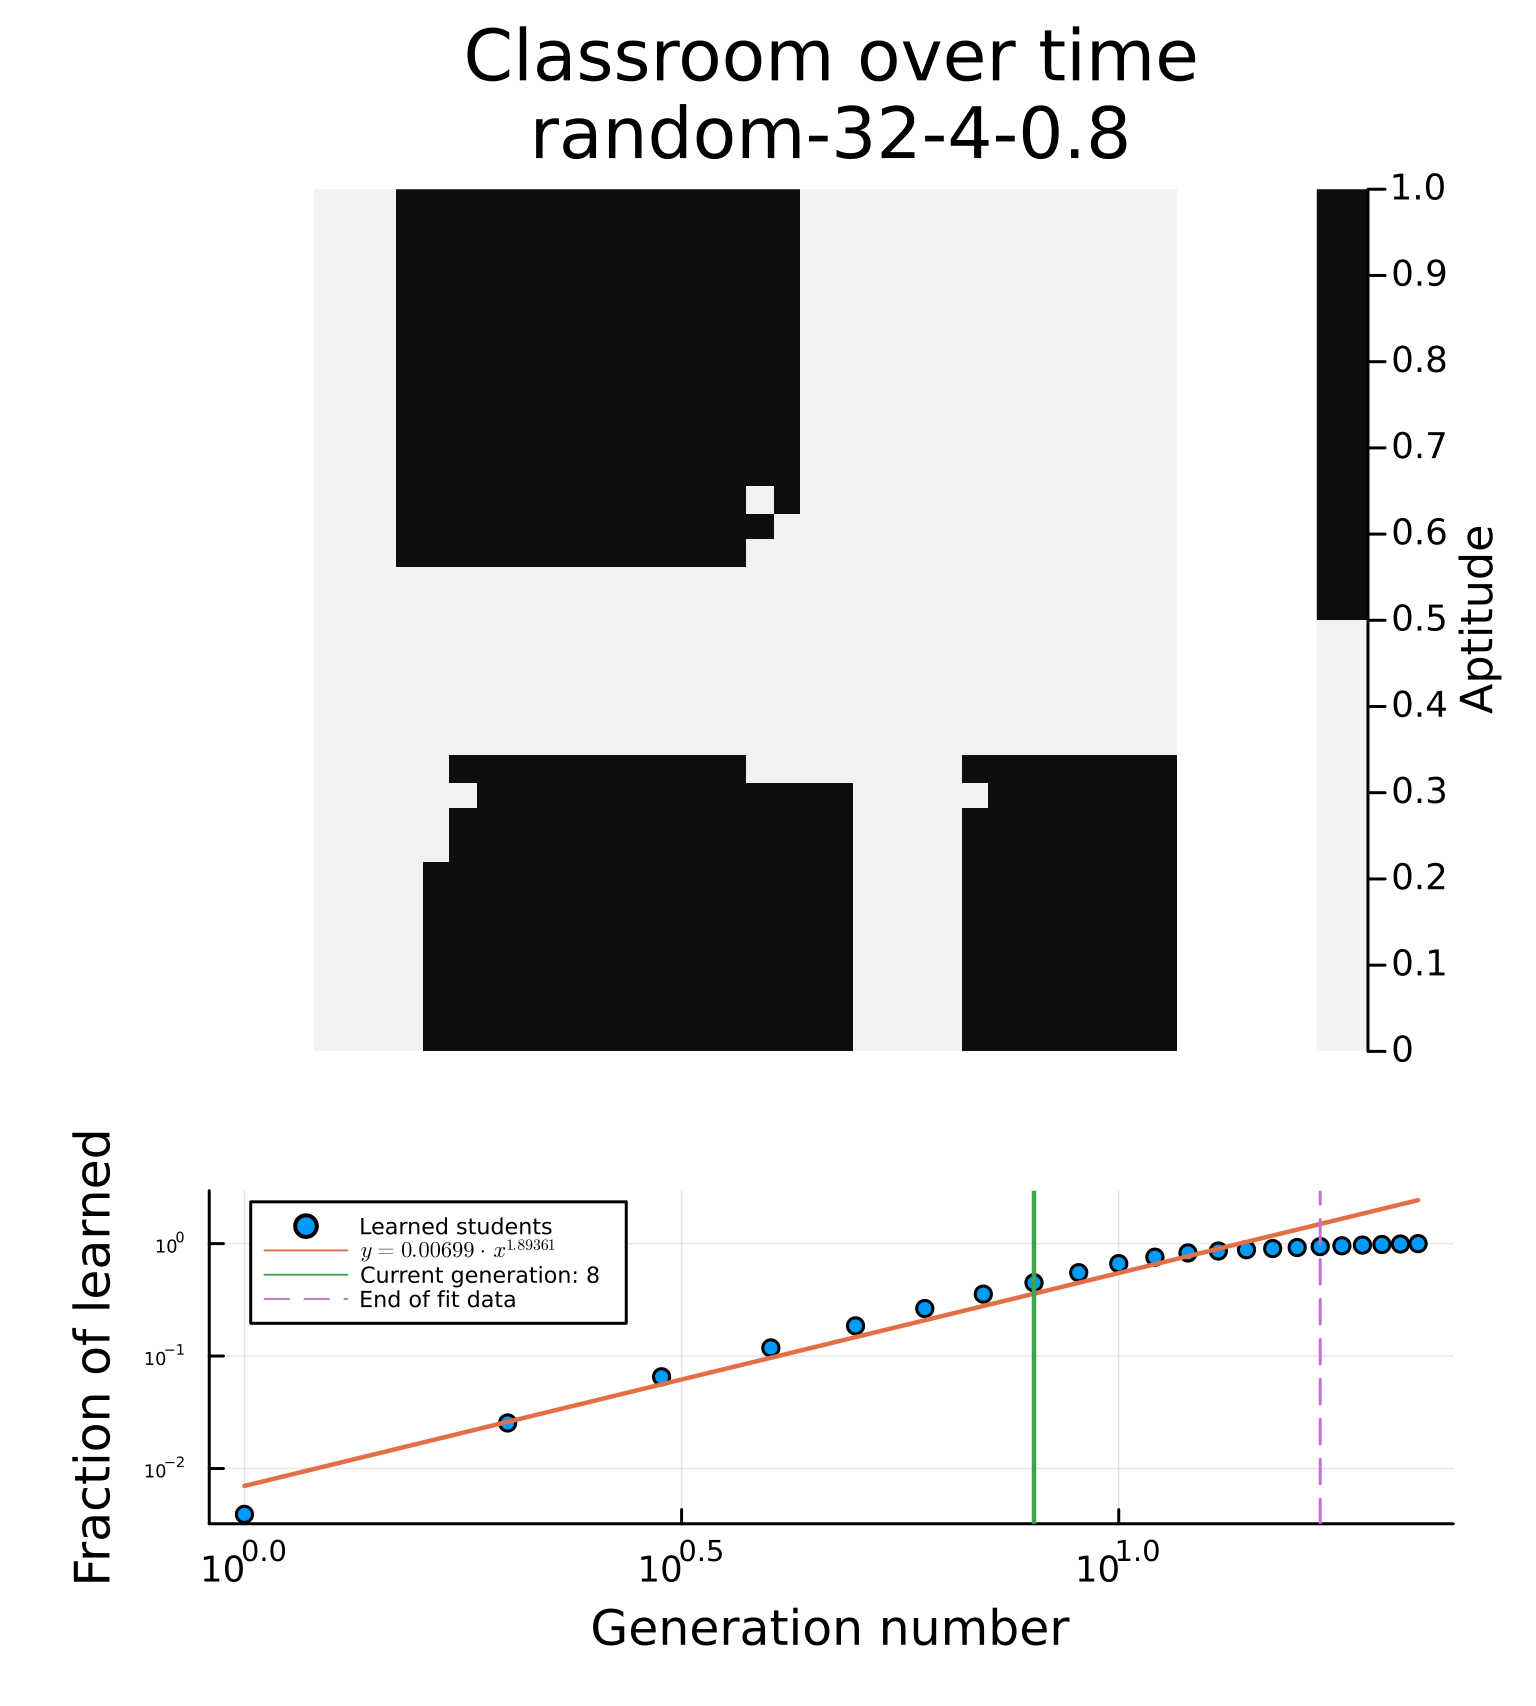 Classroom over time
random-32-4-0.8
1.0
0.9
0.8
0.7
0.6
0.5
0.4
0.3
0.2
0.1
0
Aptitude
Fraction of learned
10^0
10^−1
10^−2
Learned students
y = 0.00699 · x^1.89361
Current generation: 8
End of fit data
10^0.0
10^0.5
10^1.0
Generation number